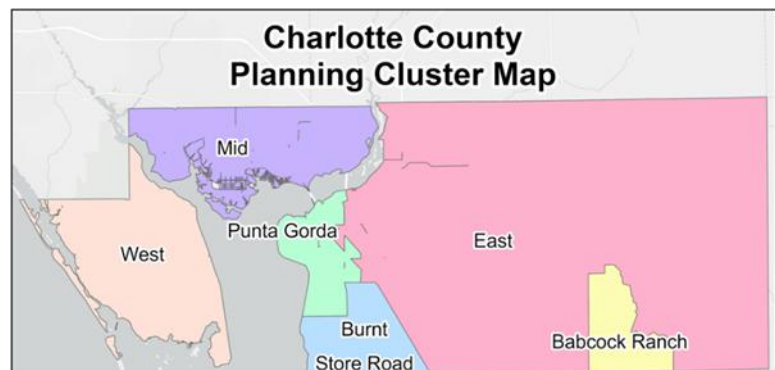 Charlotte County
Planning Cluster Map
Mid
Punta Gorda
West
East
Burnt
Store Road
Babcock Ranch